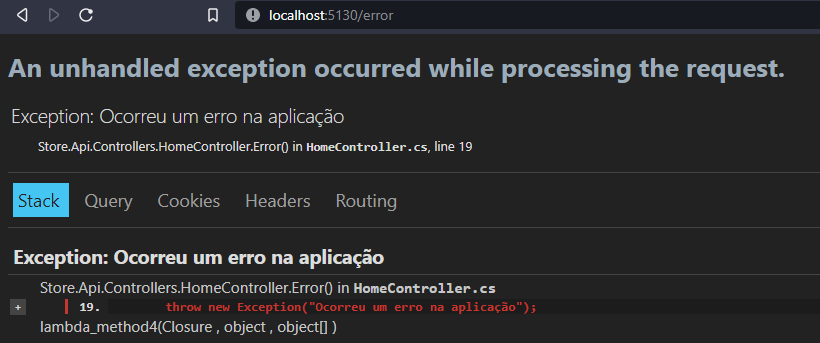 localhost:5130/error
An unhandled exception occurred while processing the request.
Exception: Ocorreu um erro na aplicação
Store.Api.Controllers.HomeController.Error() in HomeController.cs, line 19
Stack Query Cookies Headers Routing
Exception: Ocorreu um erro na aplicação
Store.Api.Controllers.HomeController.Error() in HomeController.cs
+ 19. throw new Exception("Ocorreu um erro na aplicação");
lambda_method4(Closure , object , object[] )